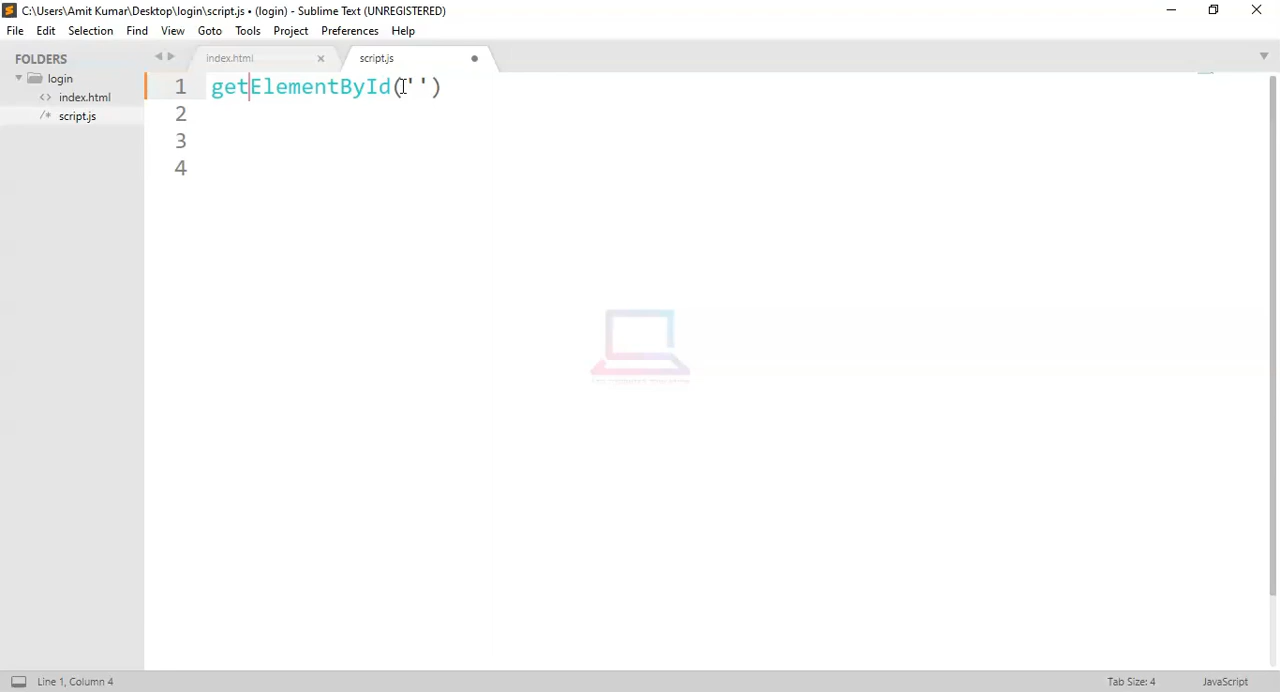 C:\Users\Amit Kumar\Desktop\login\script.js • (login) - Sublime Text (UNREGISTERED)
File Edit Selection Find View Goto Tools Project Preferences Help
FOLDERS
login
<> index.html
/* script.js
index.html
script.js
1 getElementById('')
2
3
4
Line 1, Column 4
Tab Size: 4
JavaScript